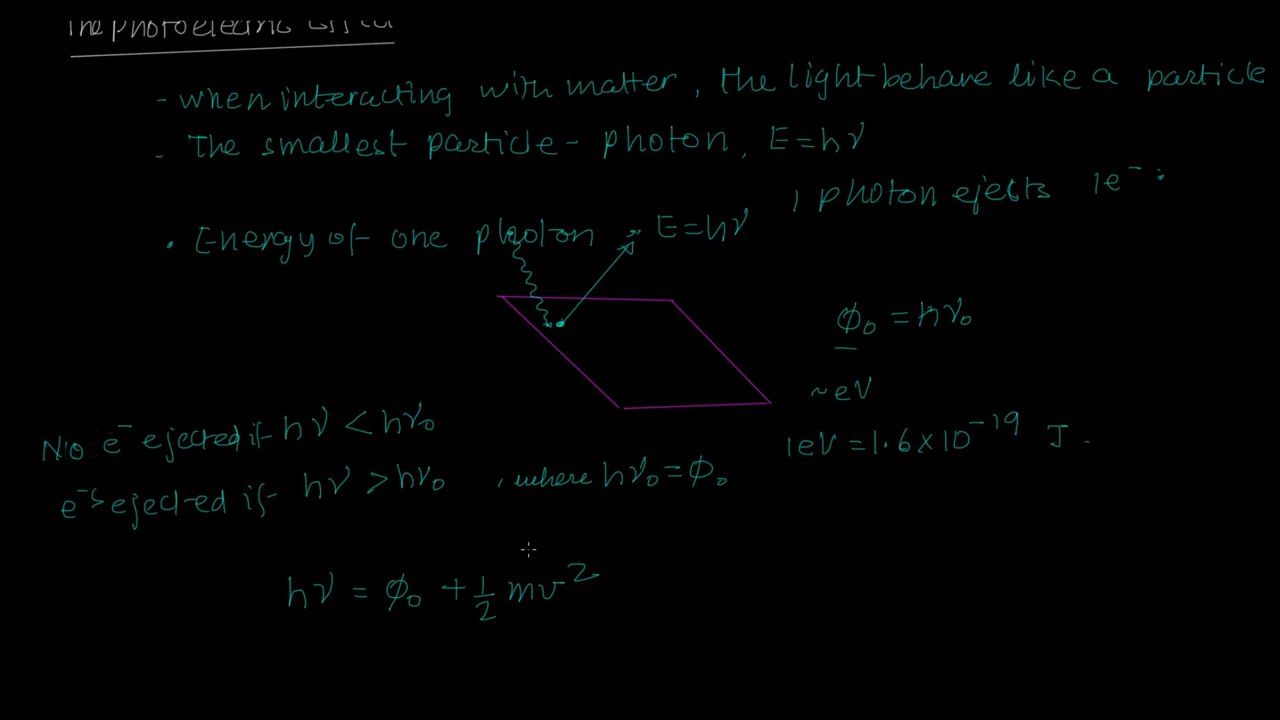 The photoelectric
- when interacting with matter, the light behave like a particle
- The smallest particle - photon, E=hν
1 photon ejects 1e⁻.
• Energy of one photon E=hν
ϕ₀ = hν₀
~eV
No e⁻ ejected if hν < hν₀
1eV = 1.6×10⁻¹⁹ J.
e⁻s ejected if hν > hν₀, where hν₀ = ϕ₀
hν = ϕ₀ + ½ mv²